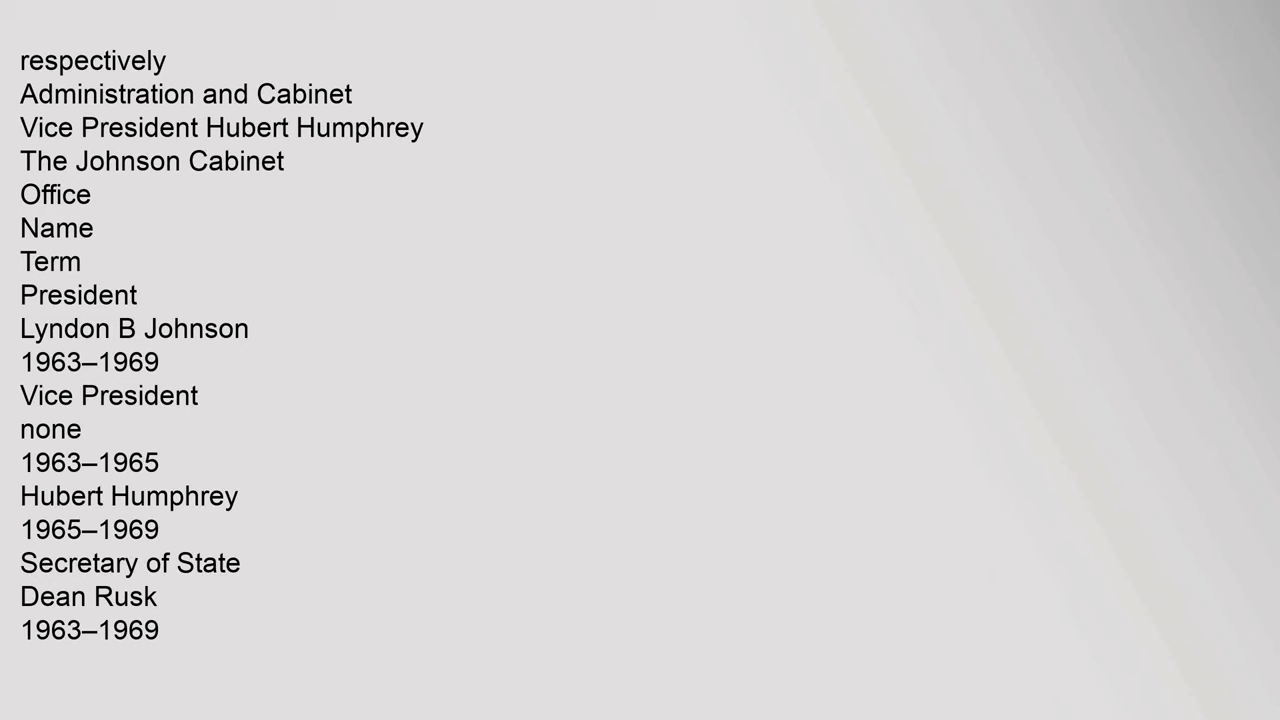 respectively
Administration and Cabinet
Vice President Hubert Humphrey
The Johnson Cabinet
Office
Name
Term
President
Lyndon B Johnson
1963–1969
Vice President
none
1963–1965
Hubert Humphrey
1965–1969
Secretary of State
Dean Rusk
1963–1969